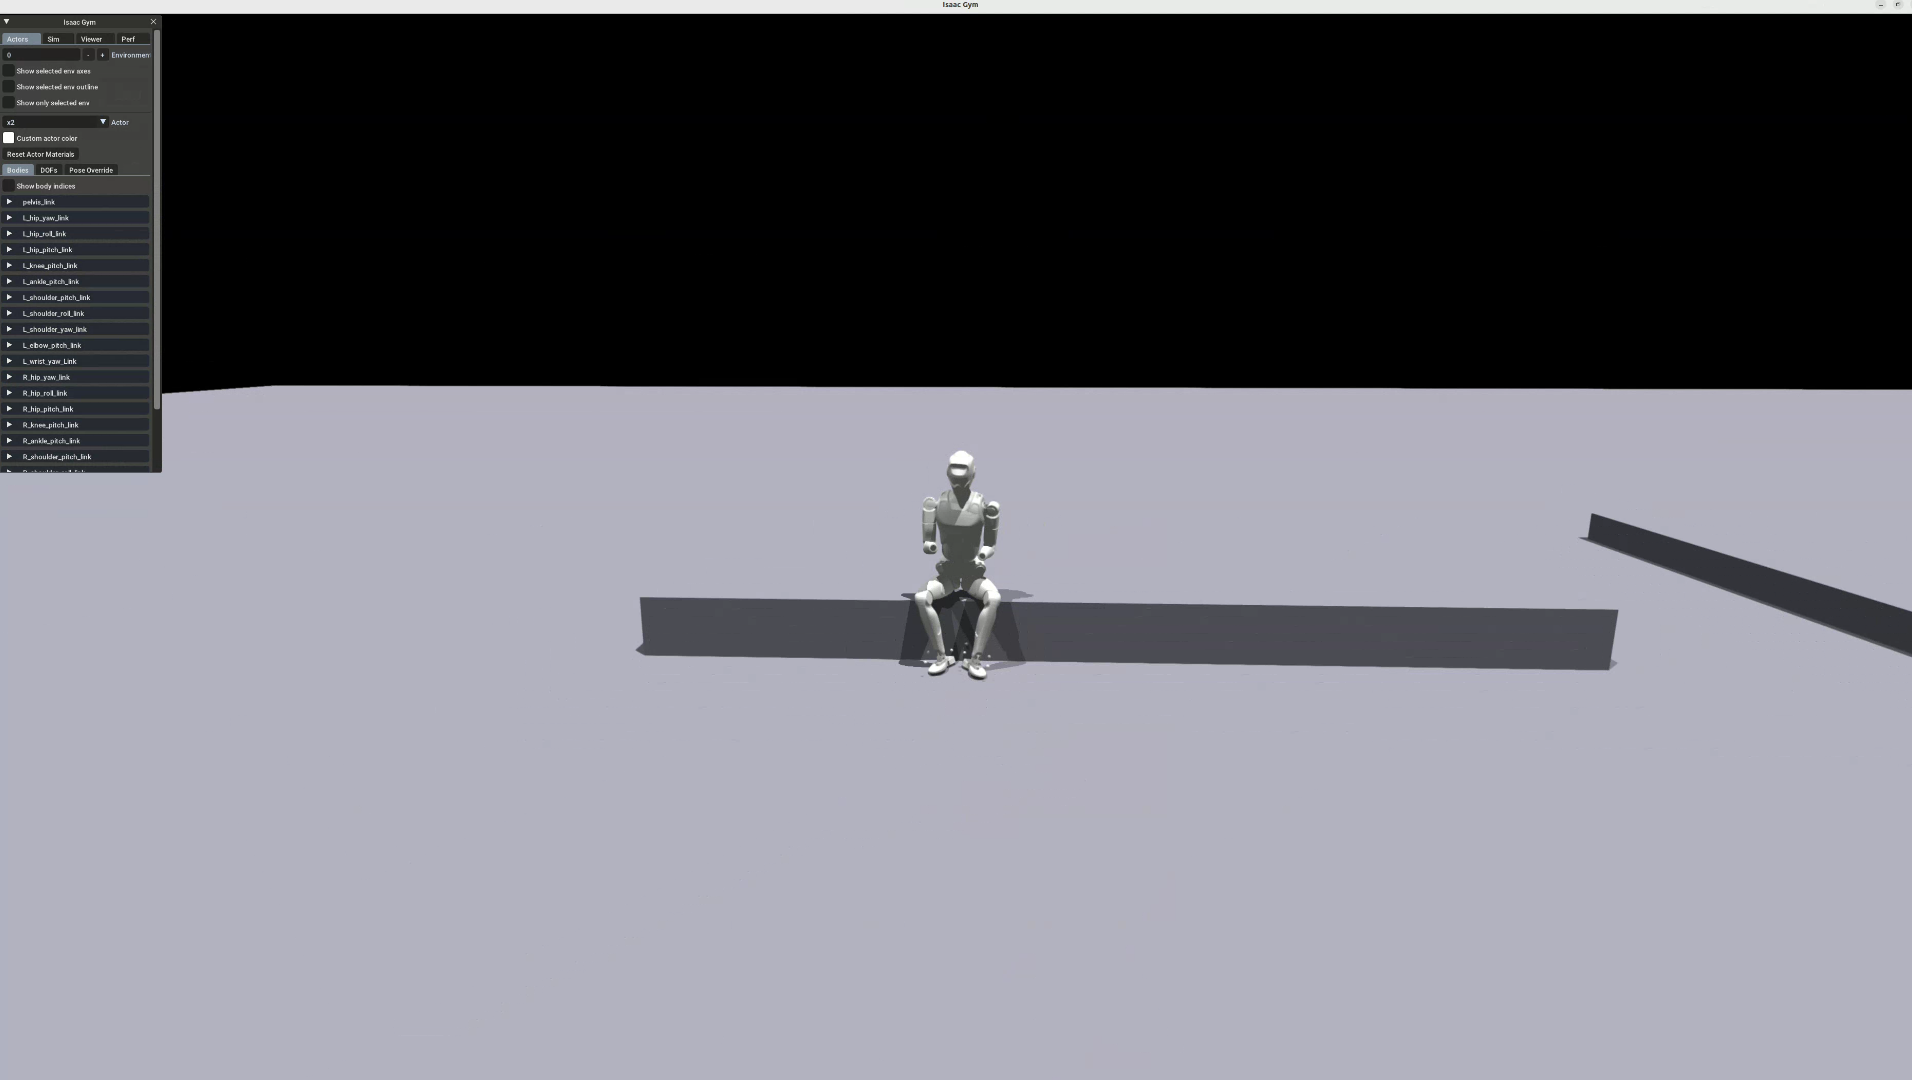 Isaac Gym
Isaac Gym
Actors Sim Viewer Perf
0 - + Environmen
Show selected env axes
Show selected env outline
Show only selected env
x2 Actor
Custom actor color
Reset Actor Materials
Bodies DOFs Pose Override
Show body indices
pelvis_link
L_hip_yaw_link
L_hip_roll_link
L_hip_pitch_link
L_knee_pitch_link
L_ankle_pitch_link
L_shoulder_pitch_link
L_shoulder_roll_link
L_shoulder_yaw_link
L_elbow_pitch_link
L_wrist_yaw_Link
R_hip_yaw_link
R_hip_roll_link
R_hip_pitch_link
R_knee_pitch_link
R_ankle_pitch_link
R_shoulder_pitch_link